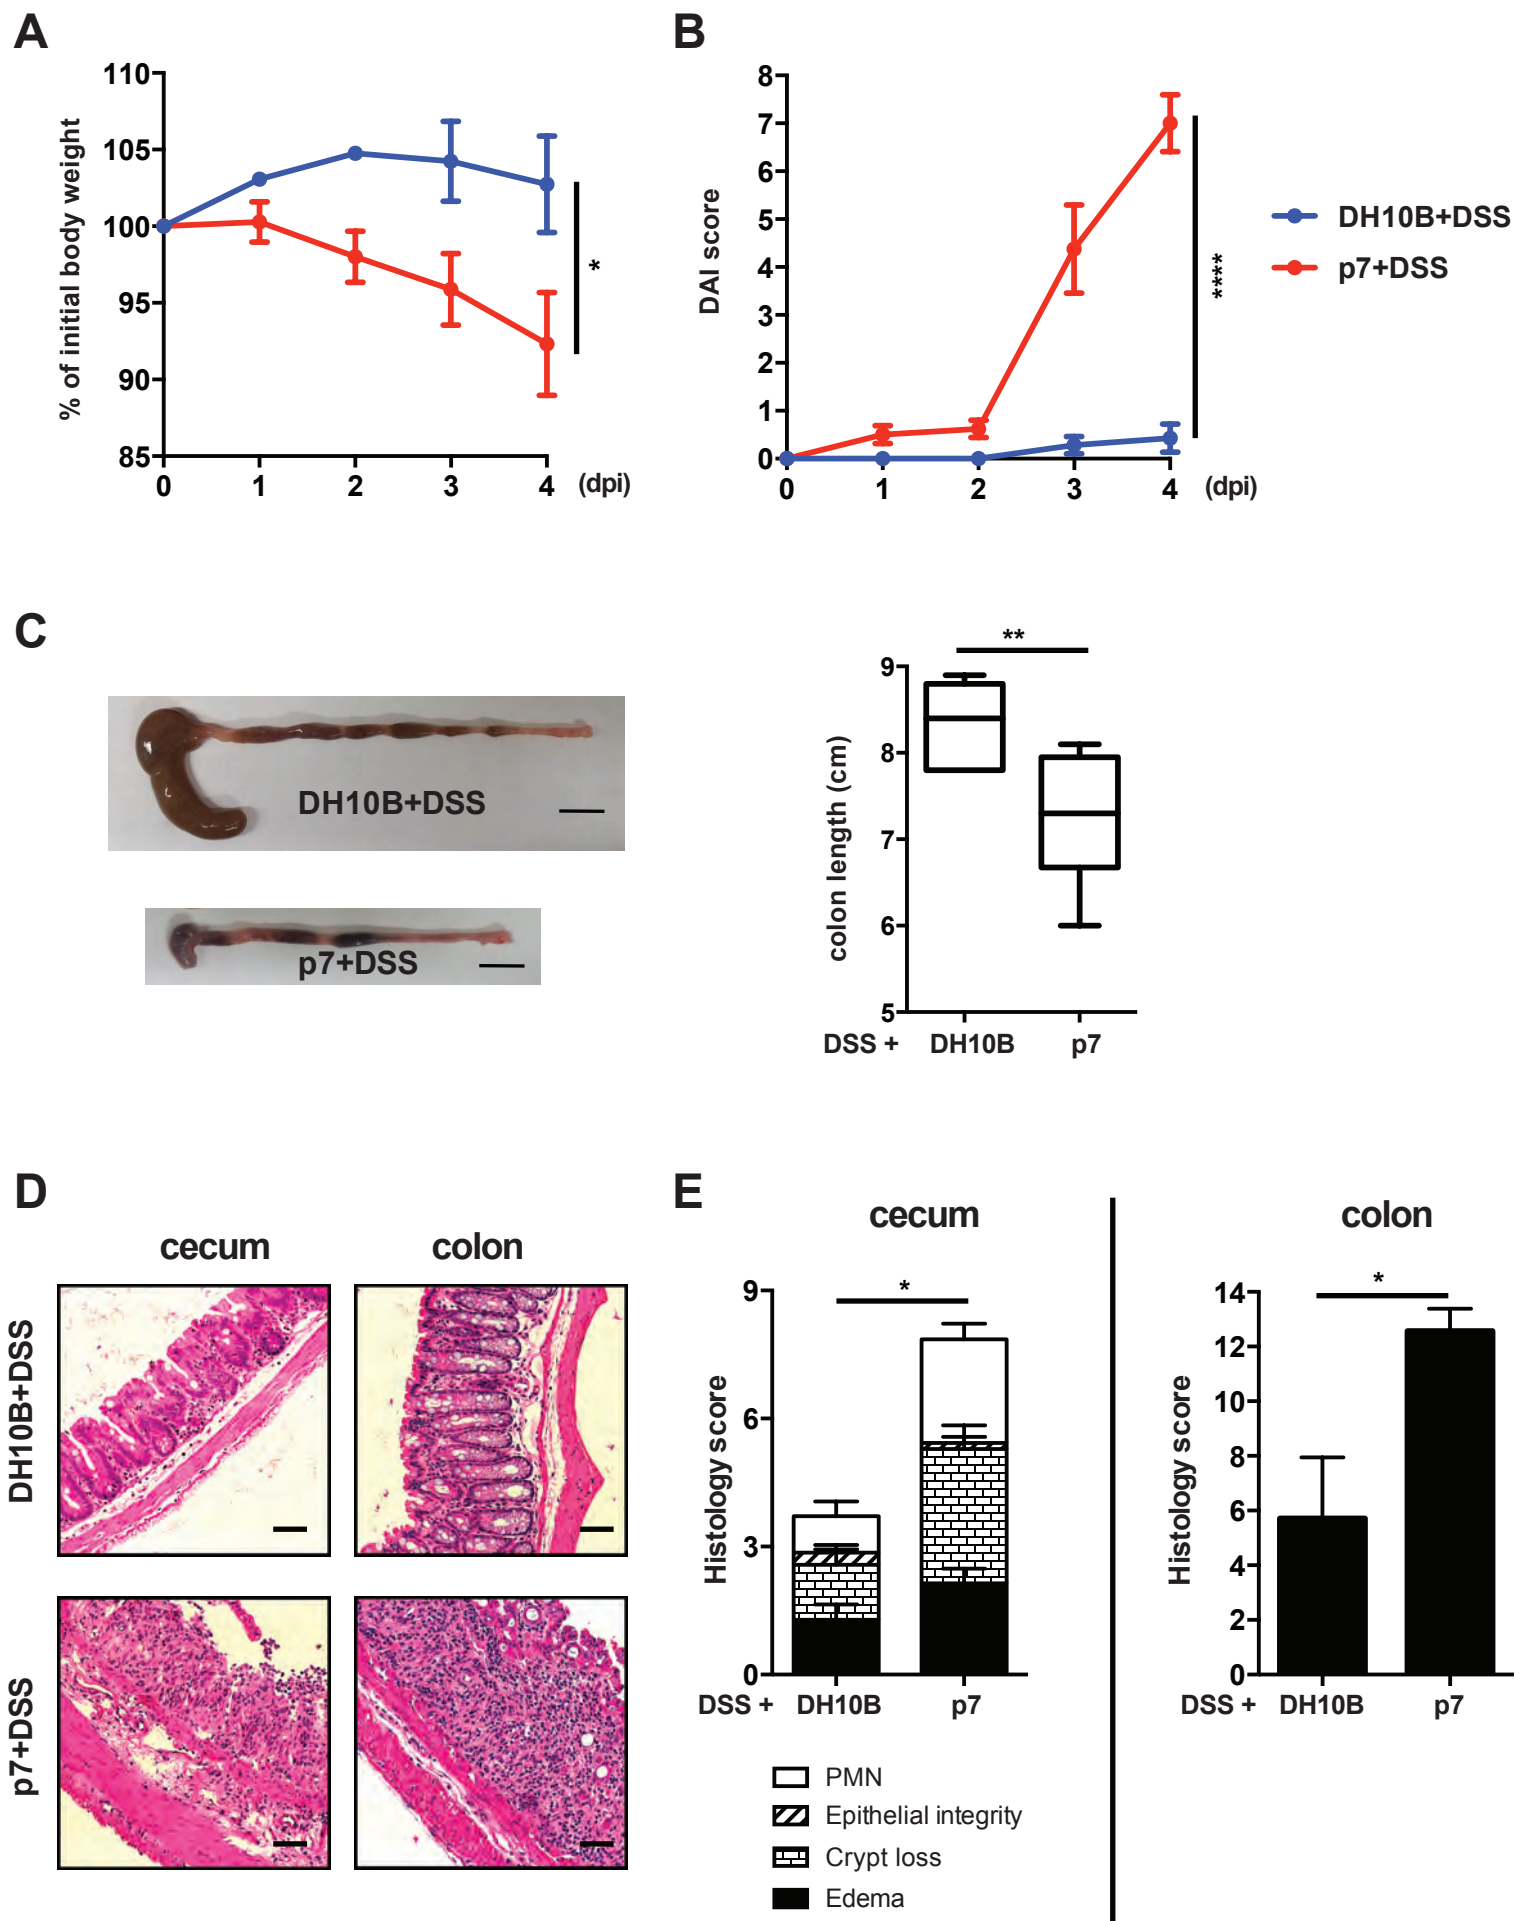 A
110
105
100
95
90
85
% of initial body weight
0 1 2 3 4 (dpi)
*
B
8
7
6
5
4
3
2
1
0
DAI score
0 1 2 3 4 (dpi)
****
DH10B+DSS
p7+DSS
C
DH10B+DSS
p7+DSS
**
9
8
7
6
5
colon length (cm)
DSS + DH10B p7
D
cecum colon
DH10B+DSS
p7+DSS
E
cecum
9
6
3
0
Histology score
*
DSS + DH10B p7
PMN
Epithelial integrity
Crypt loss
Edema
colon
14
12
10
8
6
4
2
0
Histology score
*
DSS + DH10B p7